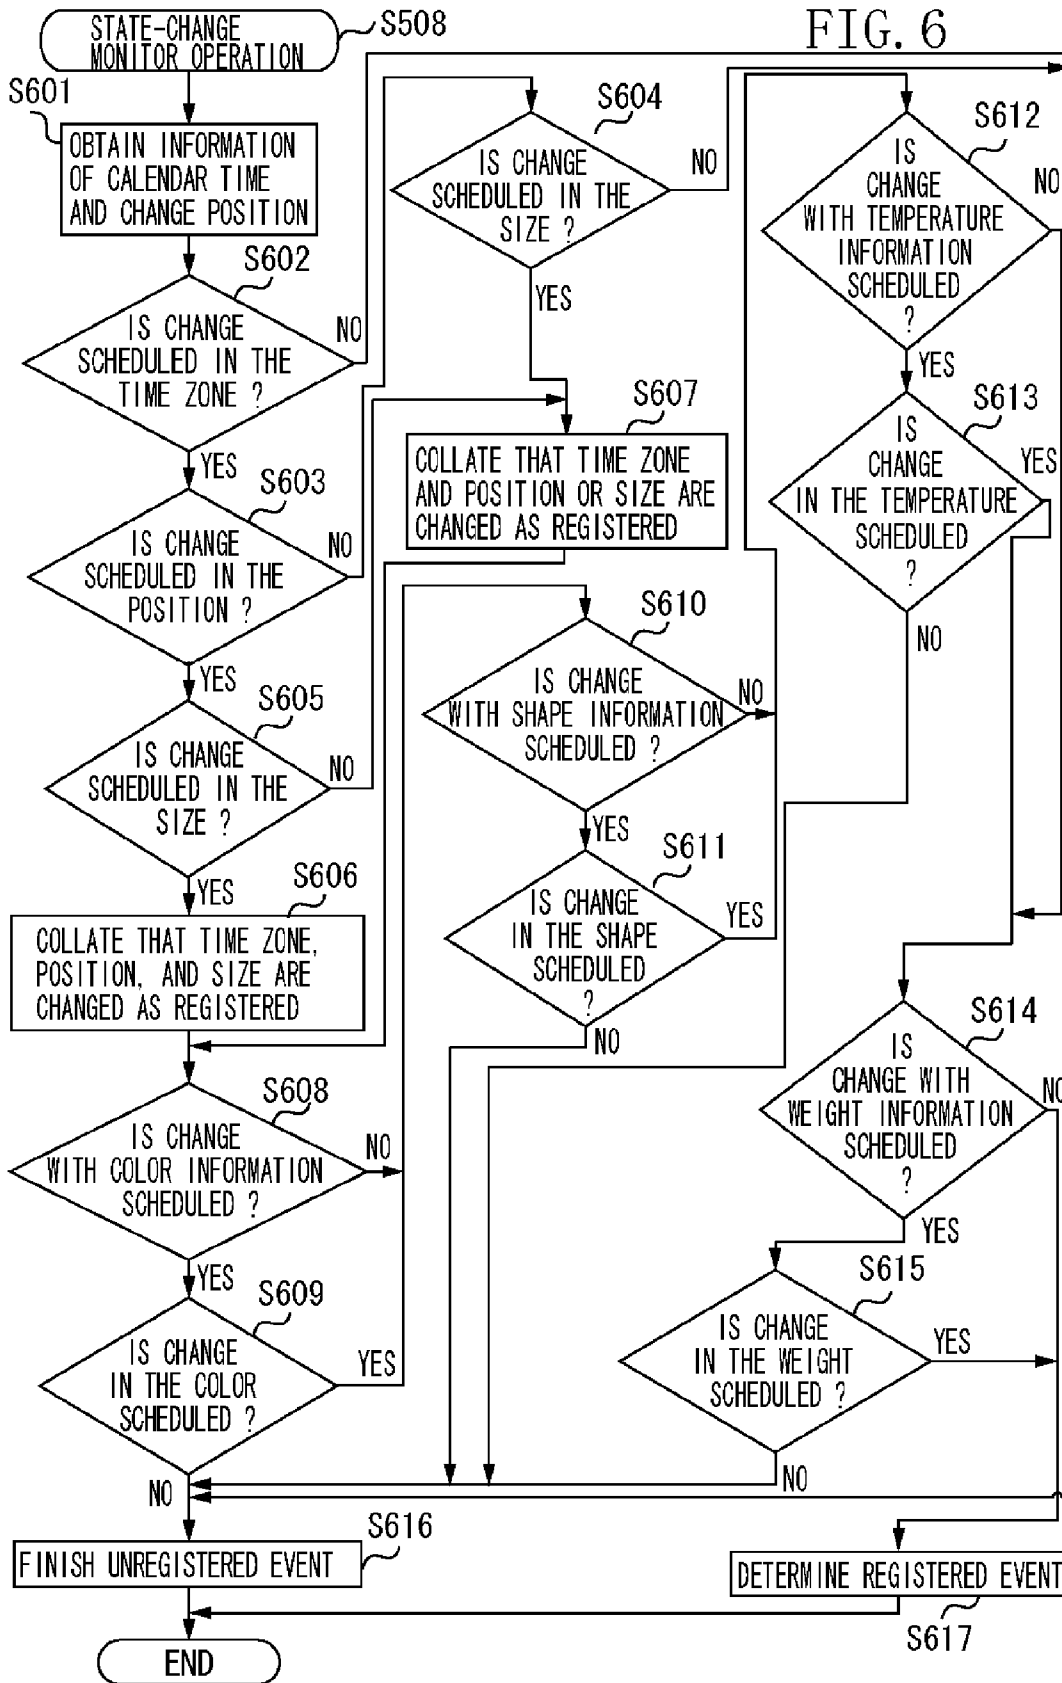 FIG. 6
STATE-CHANGE
MONITOR OPERATION
S508
S601
OBTAIN INFORMATION
OF CALENDAR TIME
AND CHANGE POSITION
S602
IS CHANGE
SCHEDULED IN THE
TIME ZONE ?
NO
YES
S603
IS CHANGE
SCHEDULED IN THE
POSITION ?
NO
YES
S605
IS CHANGE
SCHEDULED IN THE
SIZE ?
NO
YES
S606
COLLATE THAT TIME ZONE,
POSITION, AND SIZE ARE
CHANGED AS REGISTERED
S608
IS CHANGE
WITH COLOR INFORMATION
SCHEDULED ?
NO
YES
S609
IS CHANGE
IN THE COLOR
SCHEDULED ?
YES
NO
S616
FINISH UNREGISTERED EVENT
END
S604
IS CHANGE
SCHEDULED IN THE
SIZE ?
NO
YES
S607
COLLATE THAT TIME ZONE
AND POSITION OR SIZE ARE
CHANGED AS REGISTERED
S610
IS CHANGE
WITH SHAPE INFORMATION
SCHEDULED ?
NO
YES
S611
IS CHANGE
IN THE SHAPE
SCHEDULED
?
YES
NO
S612
IS
CHANGE
WITH TEMPERATURE
INFORMATION
SCHEDULED
?
NO
YES
S613
IS
CHANGE
IN THE TEMPERATURE
SCHEDULED
?
YES
NO
S614
IS
CHANGE WITH
WEIGHT INFORMATION
SCHEDULED
?
NO
YES
S615
IS CHANGE
IN THE WEIGHT
SCHEDULED ?
YES
NO
DETERMINE REGISTERED EVENT
S617